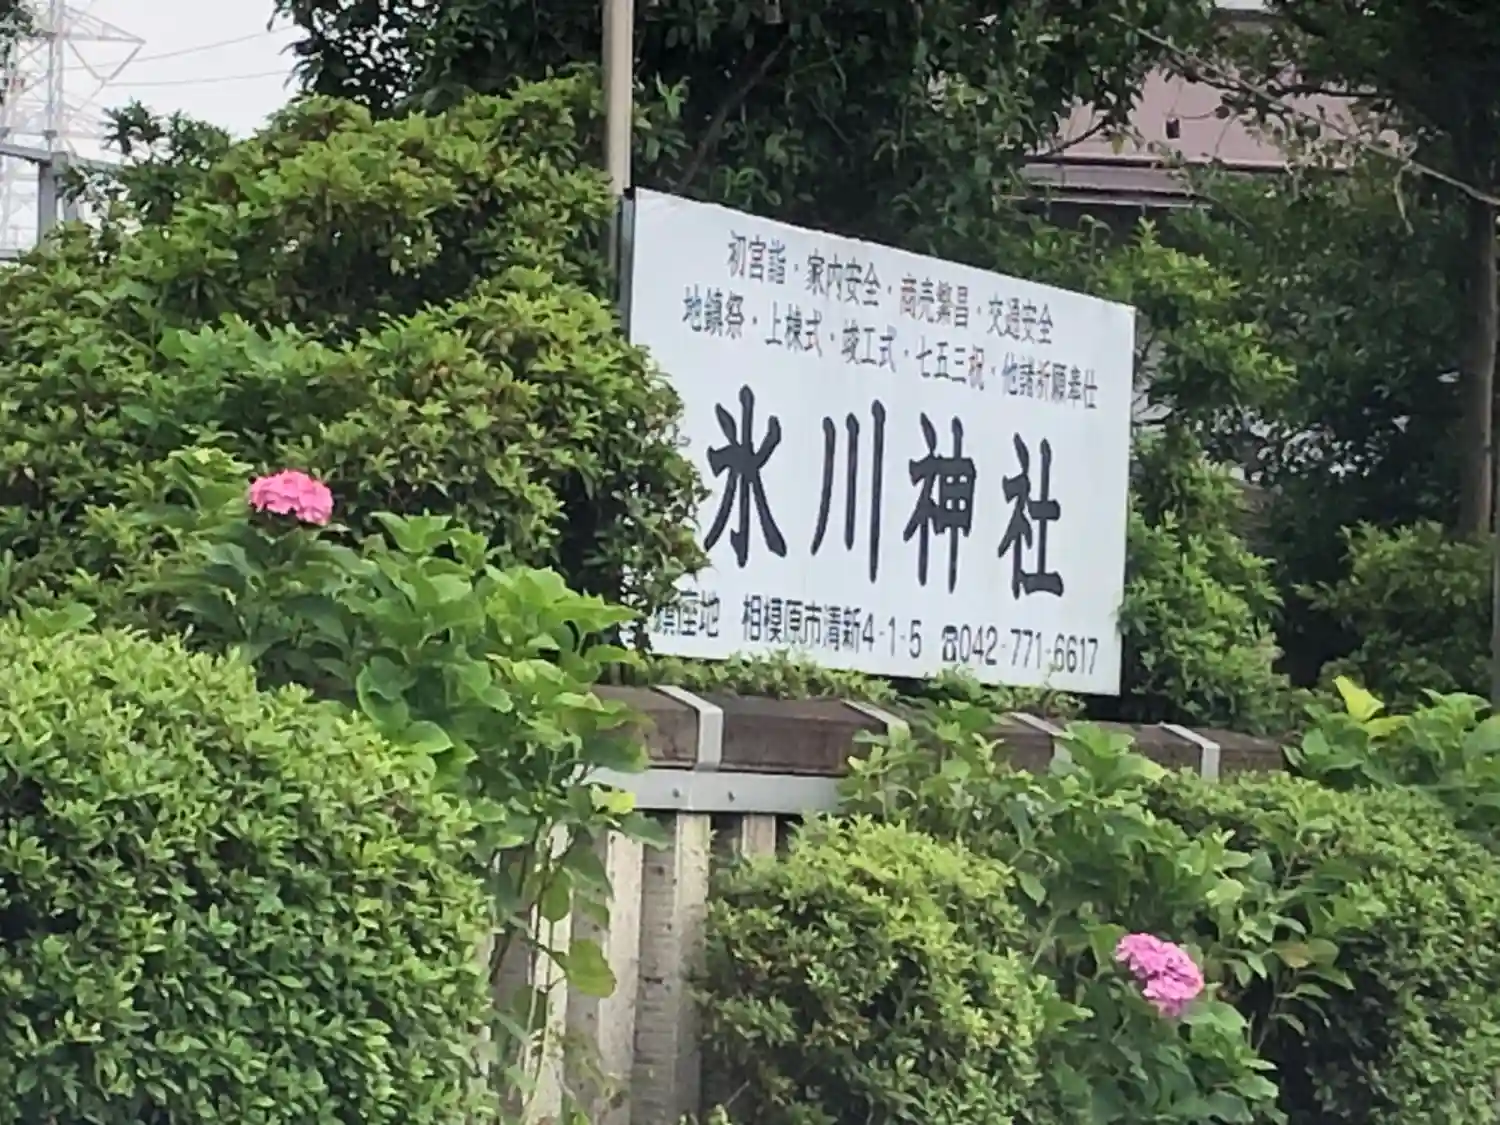 初宮詣・家内安全・商売繁昌・交通安全
地鎮祭・上棟式・竣工式・七五三祝・他諸祈願奉仕
氷川神社
鎮座地 相模原市清新4-1-5 ☎042-771-6617